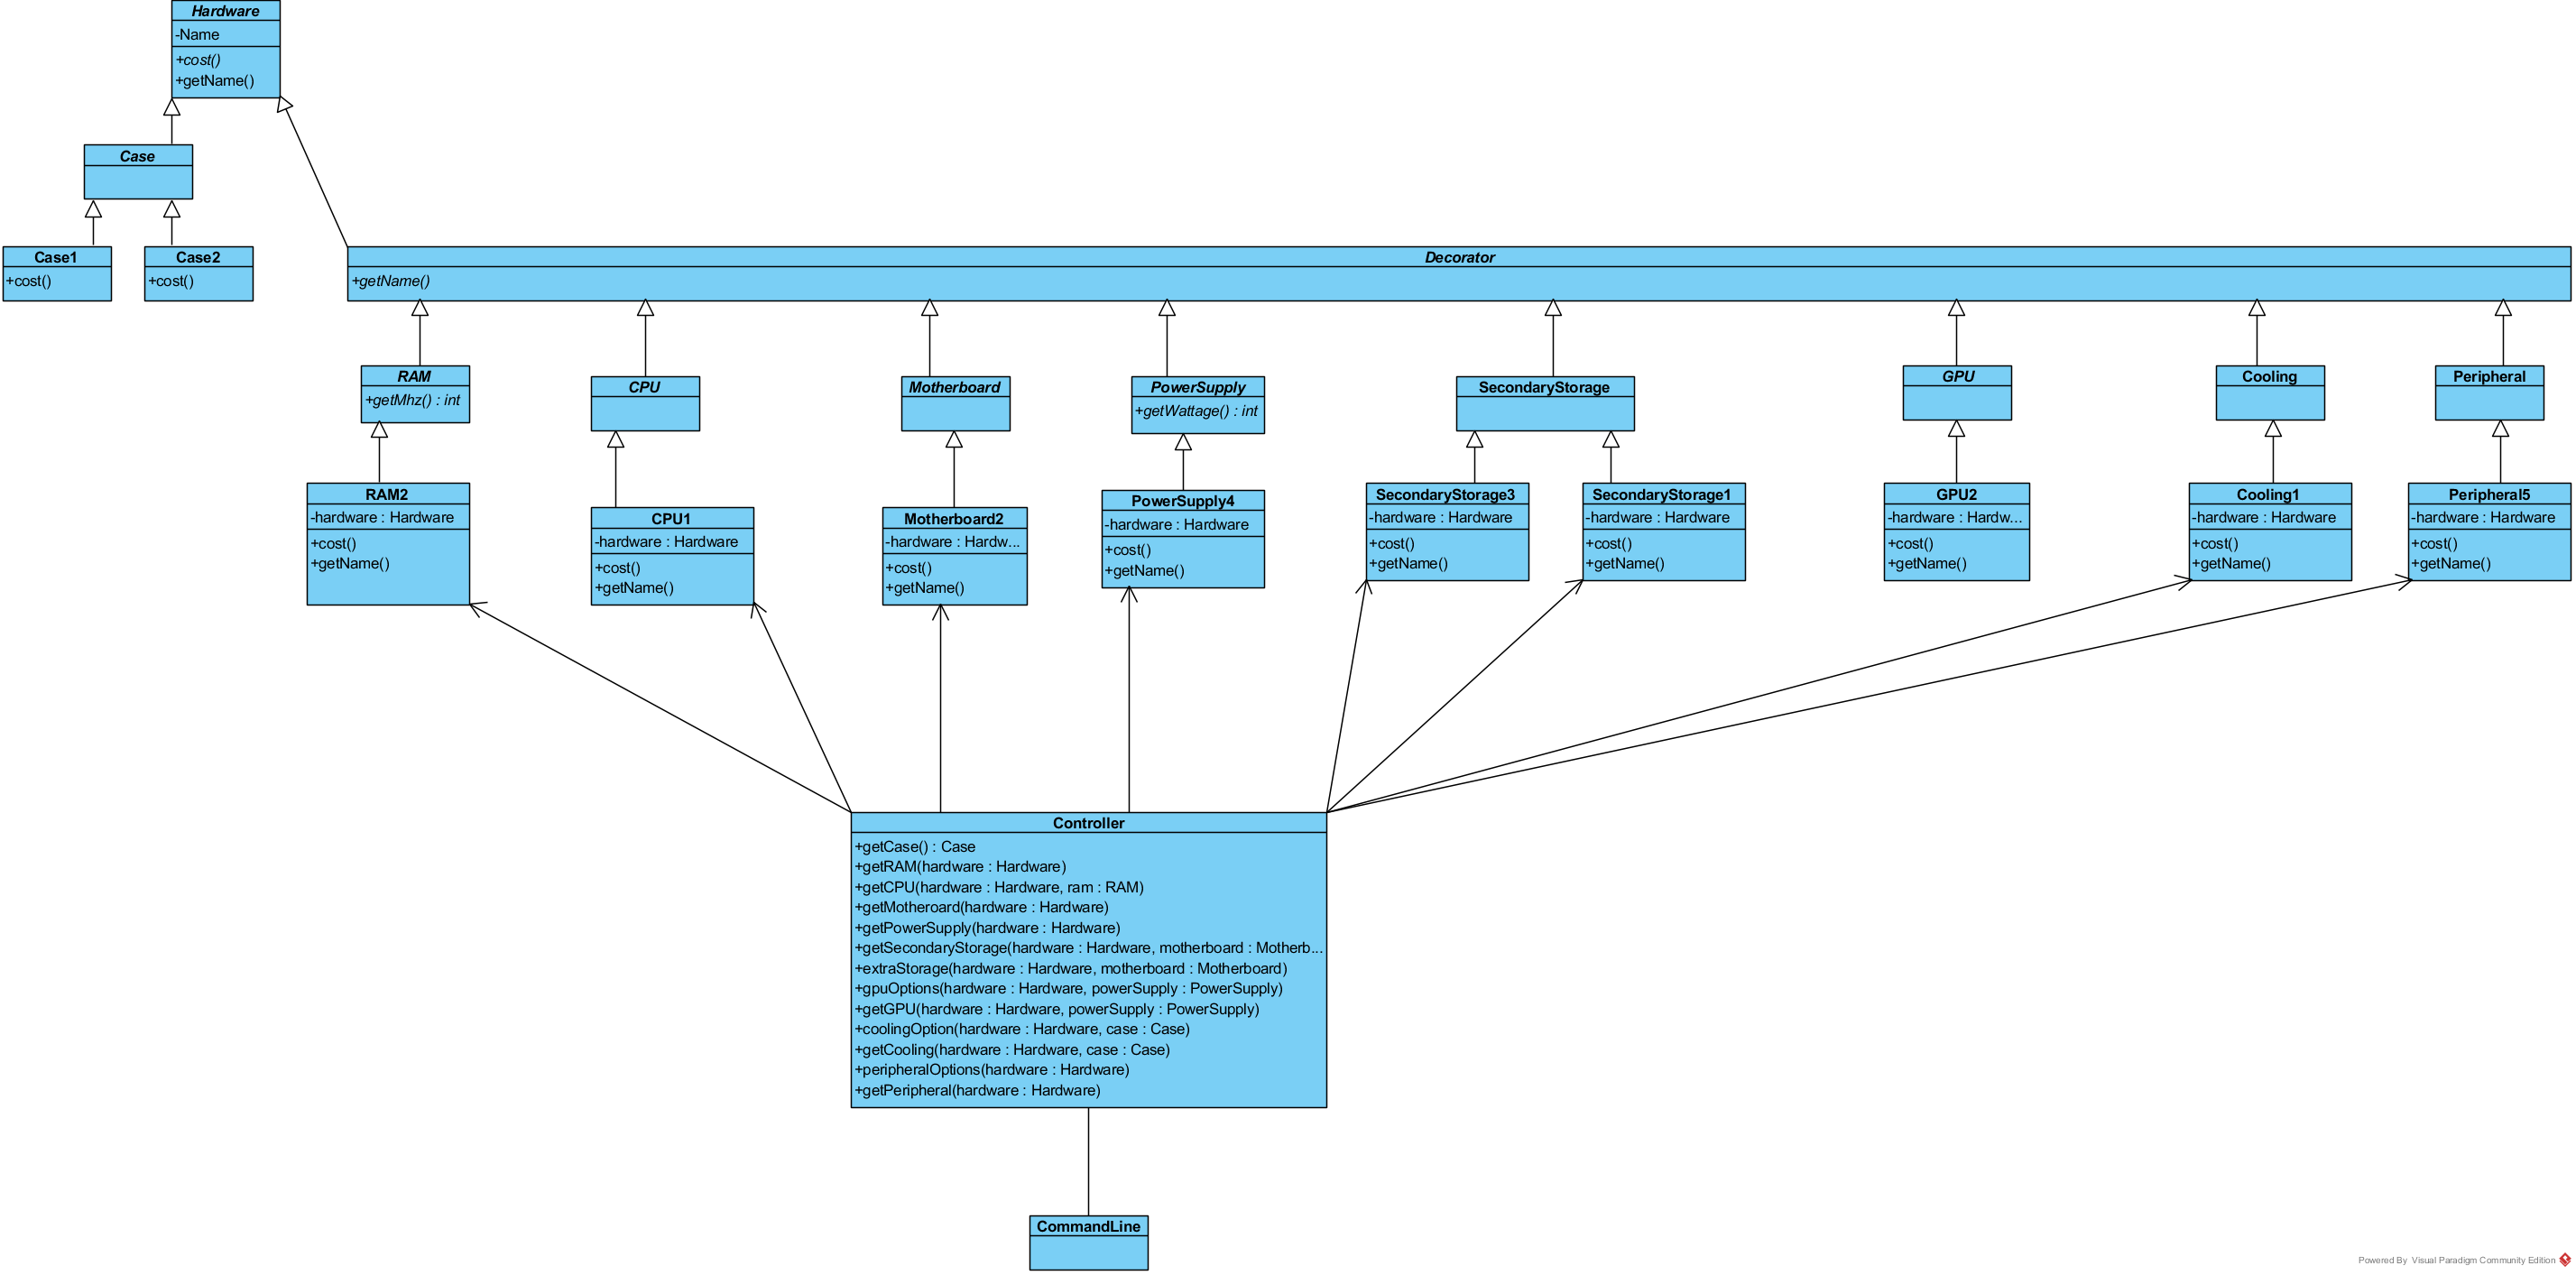 Hardware
-Name
+cost()
+getName()
Case
Case1
+cost()
Case2
+cost()
Decorator
+getName()
RAM
+getMhz() : int
CPU
Motherboard
PowerSupply
+getWattage() : int
SecondaryStorage
GPU
Cooling
Peripheral
RAM2
-hardware : Hardware
+cost()
+getName()
CPU1
-hardware : Hardware
+cost()
+getName()
Motherboard2
-hardware : Hardw...
+cost()
+getName()
PowerSupply4
-hardware : Hardware
+cost()
+getName()
SecondaryStorage3
-hardware : Hardware
+cost()
+getName()
SecondaryStorage1
-hardware : Hardware
+cost()
+getName()
GPU2
-hardware : Hardw...
+cost()
+getName()
Cooling1
-hardware : Hardware
+cost()
+getName()
Peripheral5
-hardware : Hardware
+cost()
+getName()
Controller
+getCase() : Case
+getRAM(hardware : Hardware)
+getCPU(hardware : Hardware, ram : RAM)
+getMotheroard(hardware : Hardware)
+getPowerSupply(hardware : Hardware)
+getSecondaryStorage(hardware : Hardware, motherboard : Motherb...
+extraStorage(hardware : Hardware, motherboard : Motherboard)
+gpuOptions(hardware : Hardware, powerSupply : PowerSupply)
+getGPU(hardware : Hardware, powerSupply : PowerSupply)
+coolingOption(hardware : Hardware, case : Case)
+getCooling(hardware : Hardware, case : Case)
+peripheralOptions(hardware : Hardware)
+getPeripheral(hardware : Hardware)
CommandLine
Powered By Visual Paradigm Community Edition